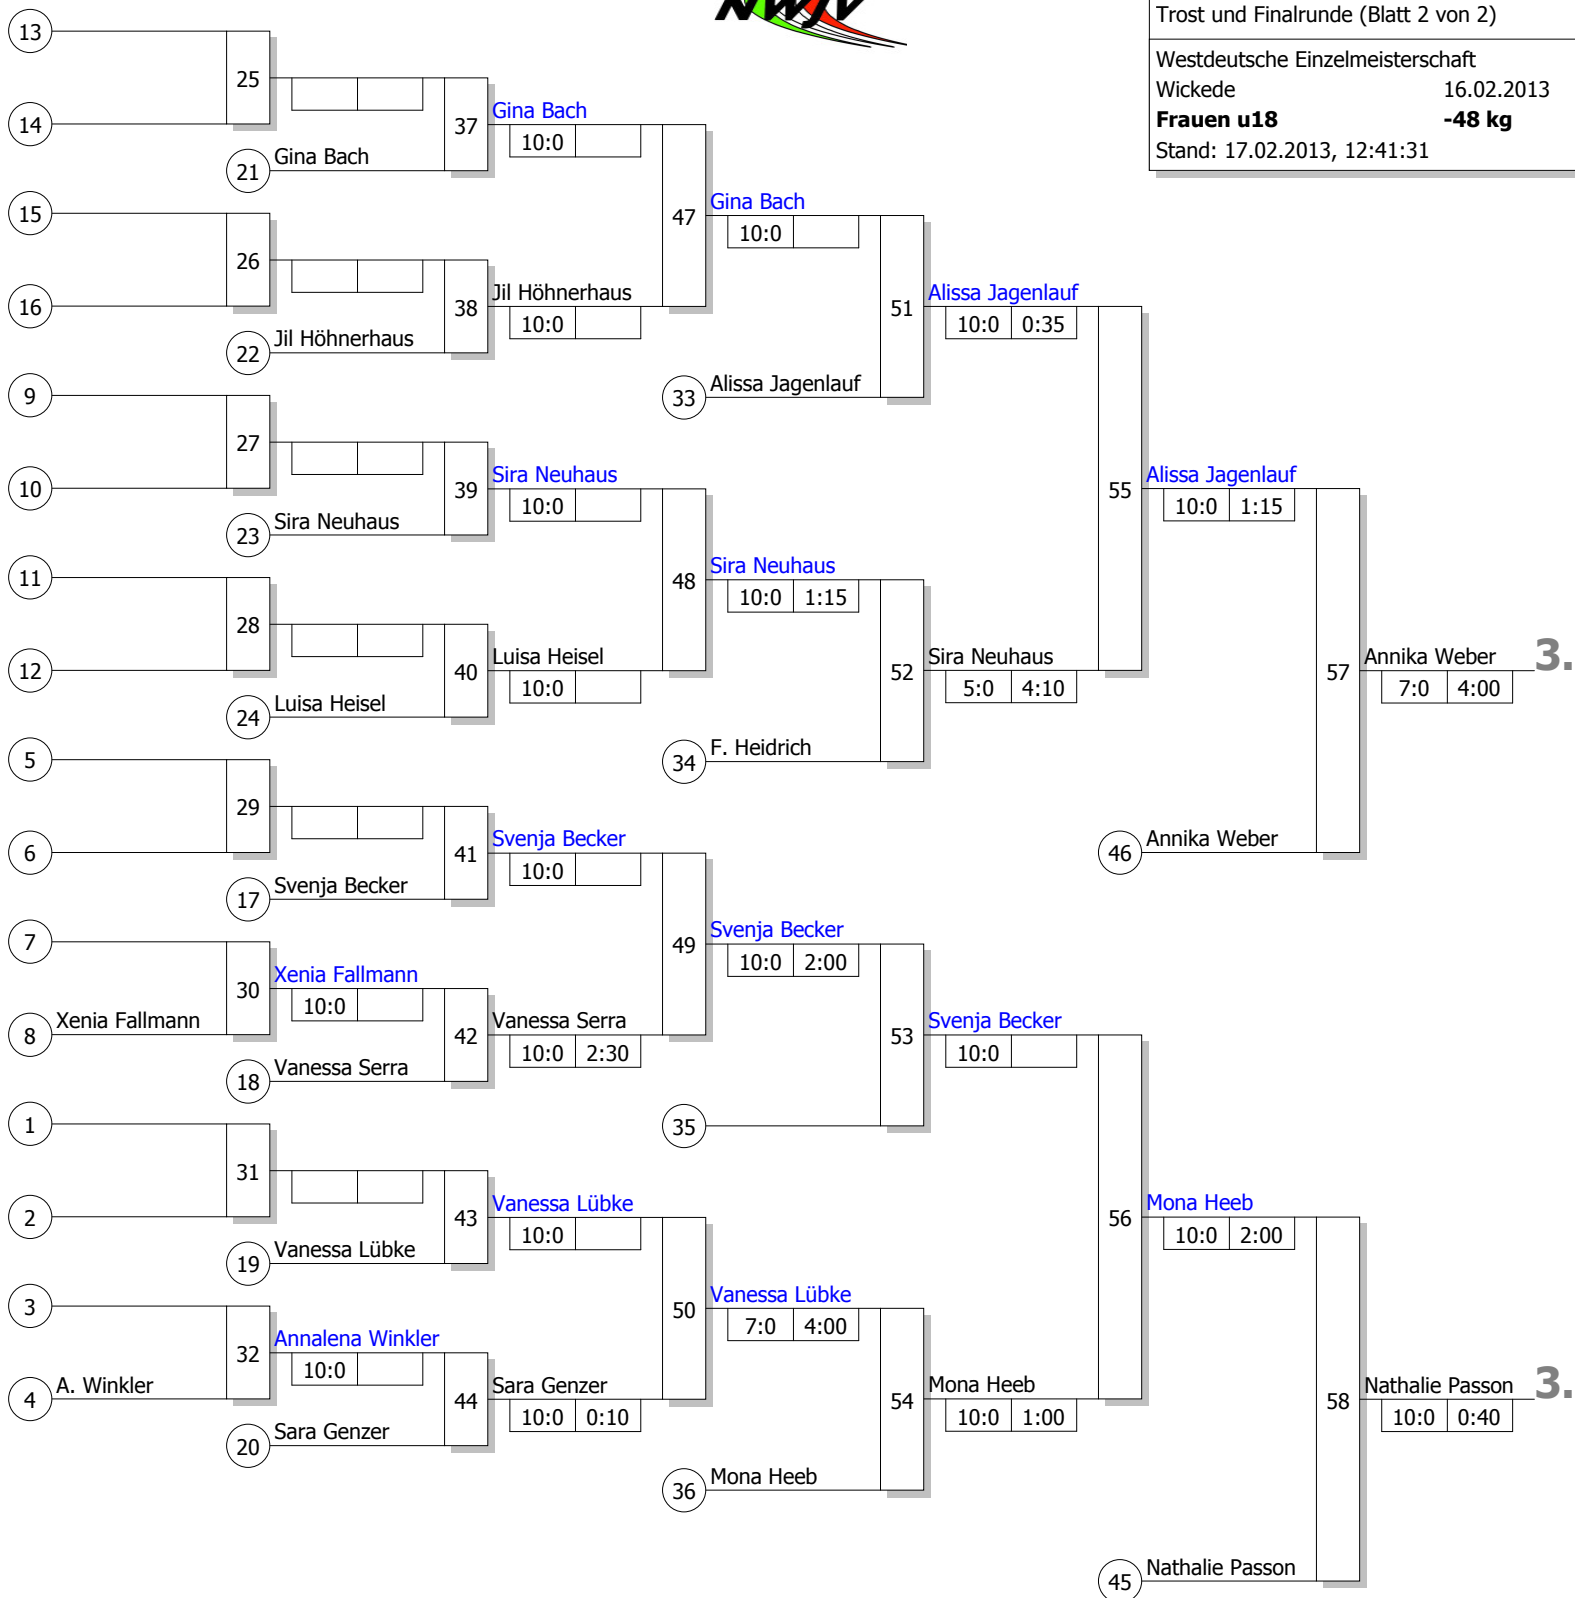 NWJV
Trost und Finalrunde (Blatt 2 von 2)
Westdeutsche Einzelmeisterschaft
Wickede 16.02.2013
Frauen u18 -48 kg
Stand: 17.02.2013, 12:41:31
13
25
14
37
Gina Bach
10:0
21
Gina Bach
15
47
Gina Bach
10:0
26
16
38
Jil Höhnerhaus
10:0
22
Jil Höhnerhaus
51
Alissa Jagenlauf
10:0 0:35
33
Alissa Jagenlauf
9
27
10
39
Sira Neuhaus
10:0
23
Sira Neuhaus
55
Alissa Jagenlauf
10:0 1:15
11
48
Sira Neuhaus
10:0 1:15
28
12
40
Luisa Heisel
10:0
24
Luisa Heisel
52
Sira Neuhaus
5:0 4:10
57
Annika Weber
3.
7:0 4:00
34
F. Heidrich
5
29
6
41
Svenja Becker
10:0
46
Annika Weber
17
Svenja Becker
7
49
Svenja Becker
10:0 2:00
30
Xenia Fallmann
10:0
8
Xenia Fallmann
42
Vanessa Serra
10:0 2:30
18
Vanessa Serra
53
Svenja Becker
10:0
35
1
31
2
43
Vanessa Lübke
10:0
19
Vanessa Lübke
56
Mona Heeb
10:0 2:00
3
50
Vanessa Lübke
7:0 4:00
32
Annalena Winkler
10:0
4
A. Winkler
44
Sara Genzer
10:0 0:10
20
Sara Genzer
54
Mona Heeb
10:0 1:00
58
Nathalie Passon
3.
10:0 0:40
36
Mona Heeb
45
Nathalie Passon